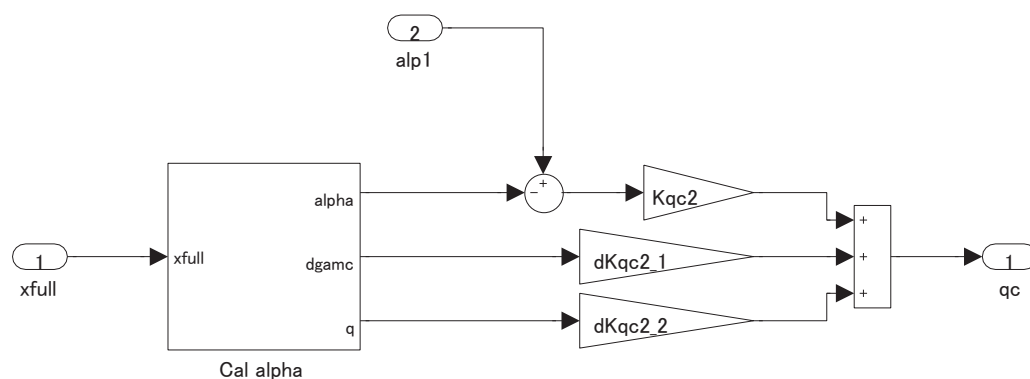 2
alp1
+
alpha
−
Kqc2
+
1
xfull
xfull
dgamc
dKqc2_1
+
1
qc
q
dKqc2_2
+
Cal alpha